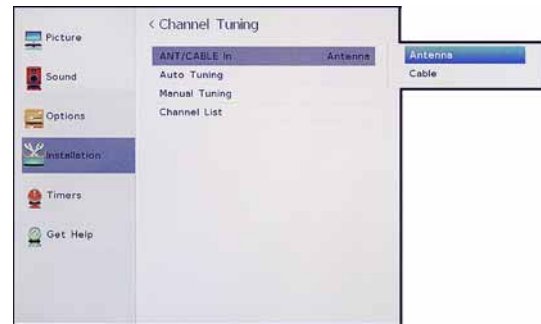 Picture
Sound
Options
Installation
Timers
Get Help
< Channel Tuning
ANT/CABLE In Antenna
Auto Tuning
Manual Tuning
Channel List
Antenna
Cable